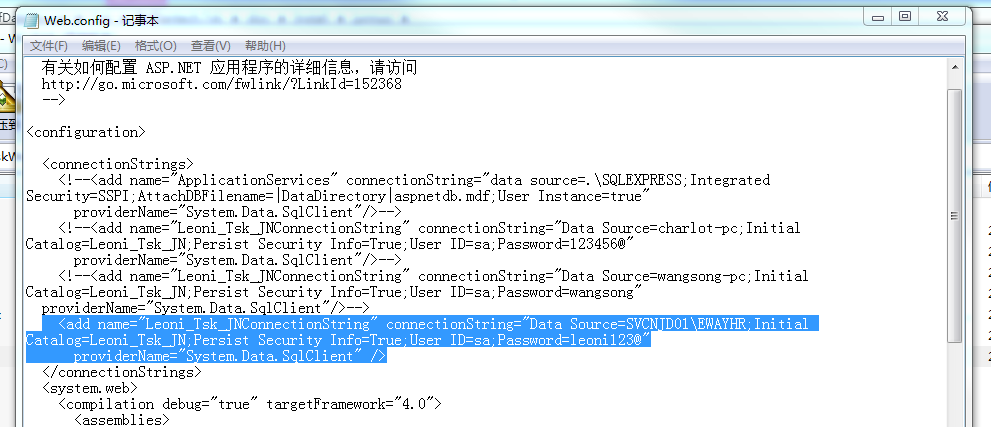 Web.config - 记事本
文件(F) 编辑(E) 格式(O) 查看(V) 帮助(H)
有关如何配置 ASP.NET 应用程序的详细信息，请访问
http://go.microsoft.com/fwlink/?LinkId=152368
-->
<configuration>
<connectionStrings>
<!--<add name="ApplicationServices" connectionString="data source=.\SQLEXPRESS;Integrated
Security=SSPI;AttachDBFilename=|DataDirectory|aspnetdb.mdf;User Instance=true"
providerName="System.Data.SqlClient"/>-->
<!--<add name="Leoni_Tsk_JNConnectionString" connectionString="Data Source=charlot-pc;Initial
Catalog=Leoni_Tsk_JN;Persist Security Info=True;User ID=sa;Password=123456@"
providerName="System.Data.SqlClient"/>-->
<!--<add name="Leoni_Tsk_JNConnectionString" connectionString="Data Source=wangsong-pc;Initial
Catalog=Leoni_Tsk_JN;Persist Security Info=True;User ID=sa;Password=wangsong"
providerName="System.Data.SqlClient"/>-->
<add name="Leoni_Tsk_JNConnectionString" connectionString="Data Source=SVCNJD01\EWAYHR;Initial
Catalog=Leoni_Tsk_JN;Persist Security Info=True;User ID=sa;Password=leoni123@"
providerName="System.Data.SqlClient" />
</connectionStrings>
<system.web>
<compilation debug="true" targetFramework="4.0">
<assemblies>